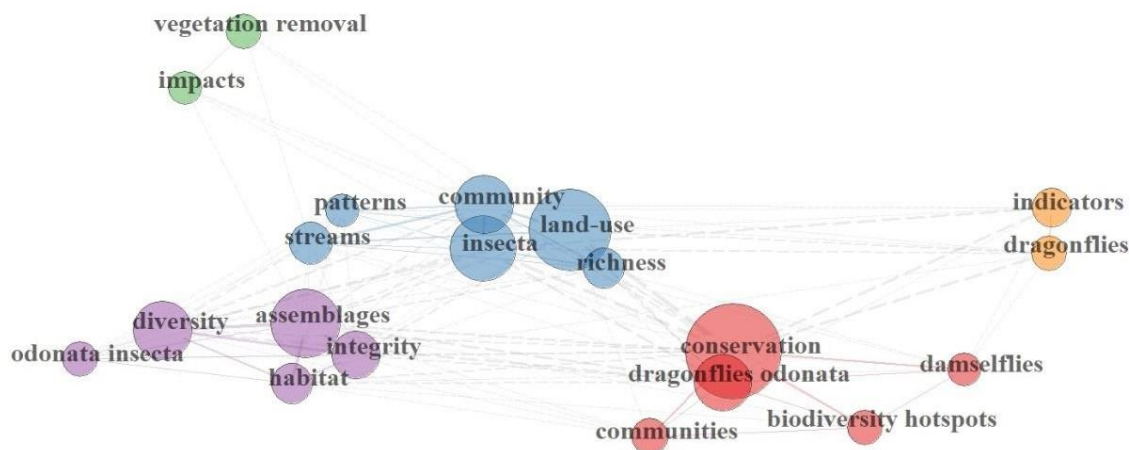 vegetation removal
impacts
patterns
community
land-use
streams
insecta
richness
indicators
dragonflies
diversity
assemblages
odonata insecta
integrity
habitat
conservation
dragonflies odonata
damselflies
communities
biodiversity hotspots